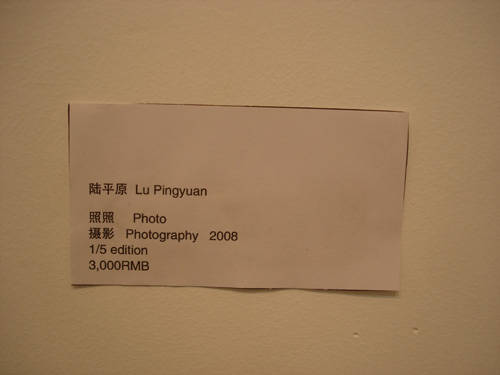 陆平原 Lu Pingyuan
照照 Photo
摄影 Photography 2008
1/5 edition
3,000RMB